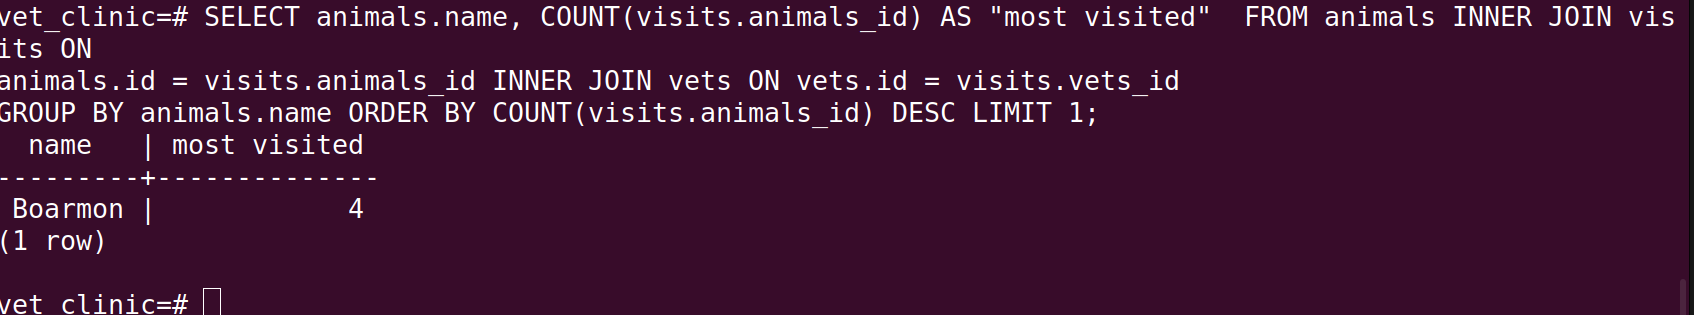 vet_clinic=# SELECT animals.name, COUNT(visits.animals_id) AS "most visited"  FROM animals INNER JOIN vis
its ON
animals.id = visits.animals_id INNER JOIN vets ON vets.id = visits.vets_id
GROUP BY animals.name ORDER BY COUNT(visits.animals_id) DESC LIMIT 1;
  name   | most visited
---------+--------------
 Boarmon |            4
(1 row)
vet_clinic=#